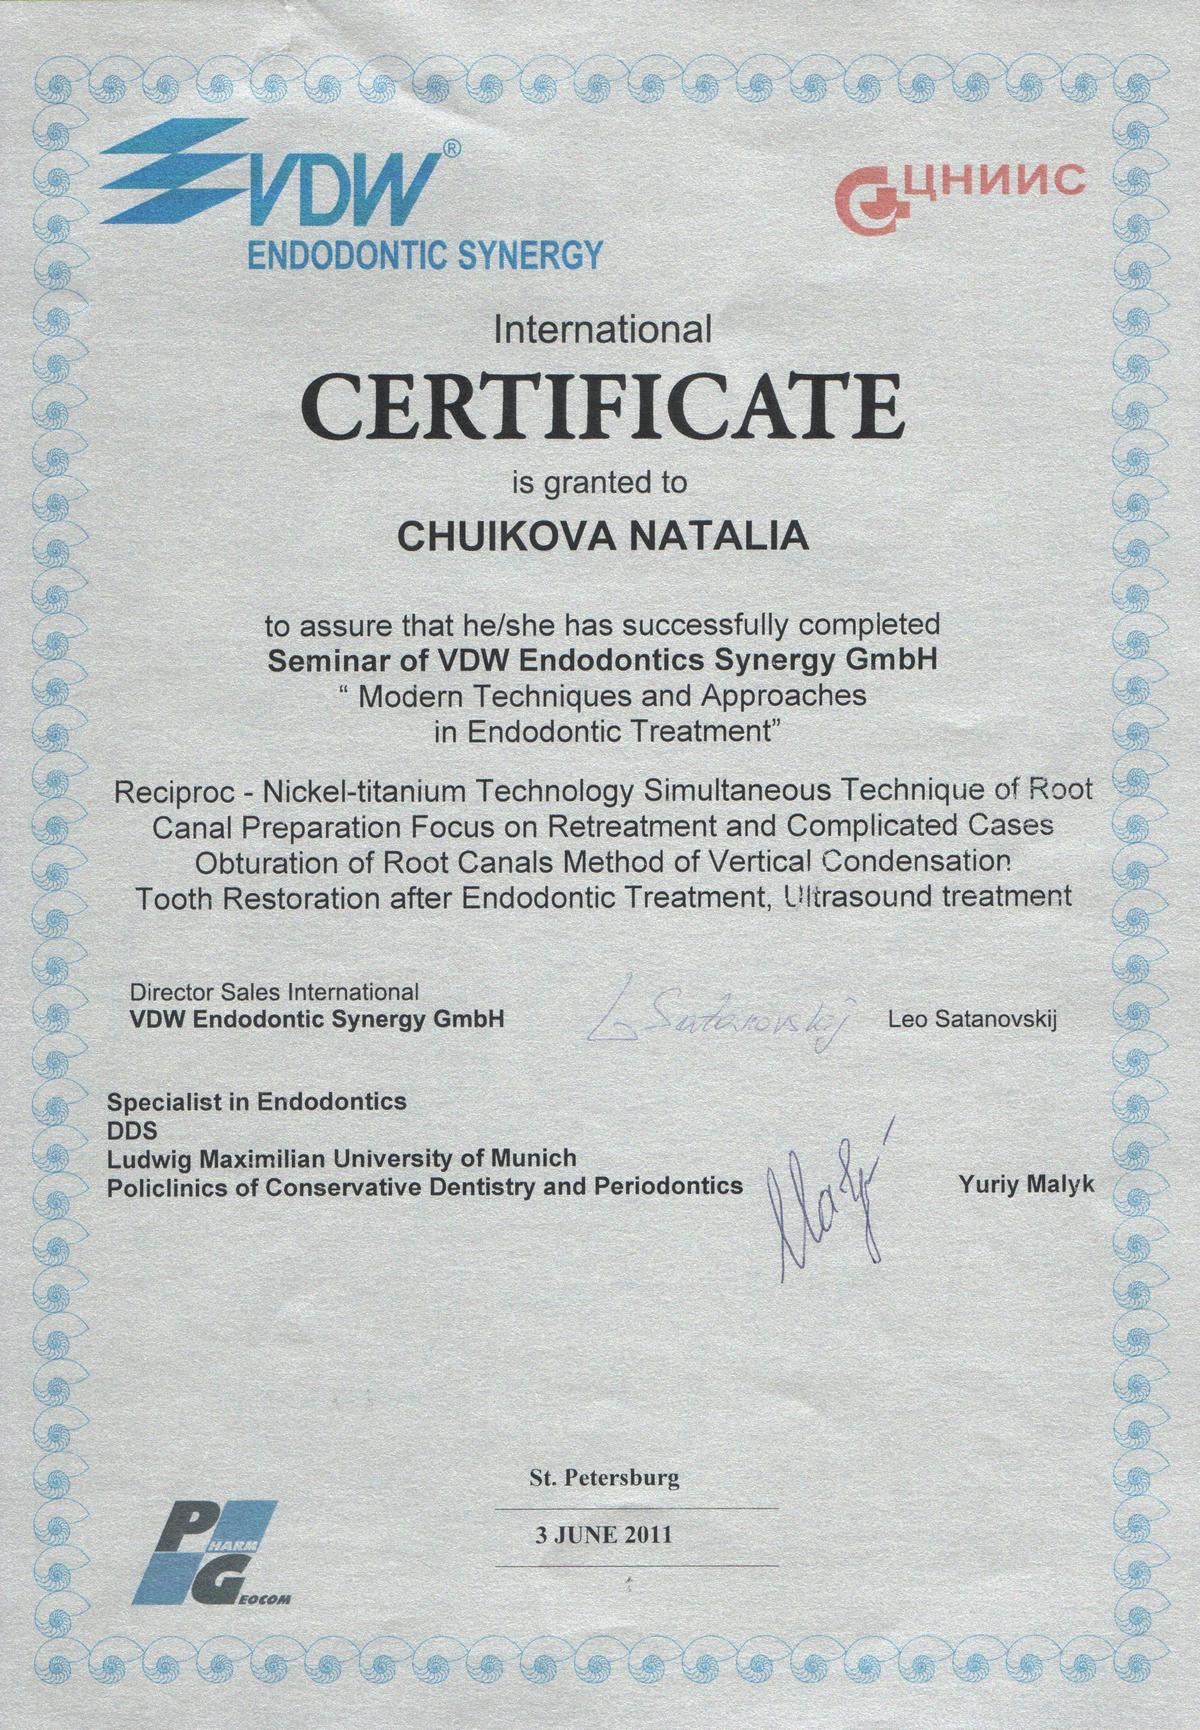 VDW®
ENDODONTIC SYNERGY
ЦНИИС
International
CERTIFICATE
is granted to
CHUIKOVA NATALIA
to assure that he/she has successfully completed
Seminar of VDW Endodontics Synergy GmbH
“ Modern Techniques and Approaches
in Endodontic Treatment”
Reciproc - Nickel-titanium Technology Simultaneous Technique of Root
Canal Preparation Focus on Retreatment and Complicated Cases
Obturation of Root Canals Method of Vertical Condensation
Tooth Restoration after Endodontic Treatment, Ultrasound treatment
Director Sales International
VDW Endodontic Synergy GmbH
L Satanovskij
Leo Satanovskij
Specialist in Endodontics
DDS
Ludwig Maximilian University of Munich
Policlinics of Conservative Dentistry and Periodontics
Yuriy Malyk
St. Petersburg
3 JUNE 2011
PHARM
GEOCOM